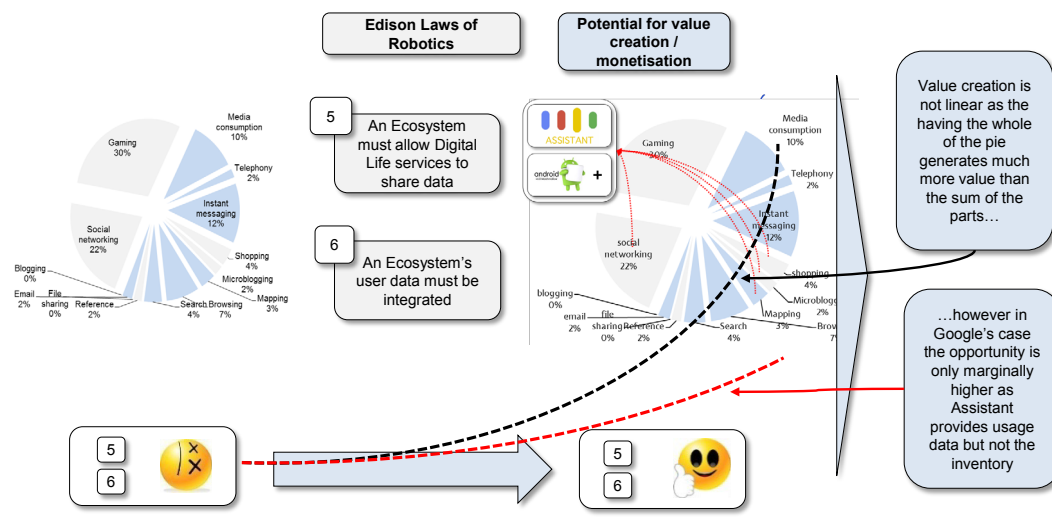 Edison Laws of
Robotics
Potential for value
creation /
monetisation
Gaming
30%
Media
consumption
10%
Telephony
2%
Instant
messaging
12%
Social
networking
22%
Shopping
4%
Microblogging
2%
Mapping
3%
Browsing
7%
Search
4%
Reference
2%
File
sharing
0%
Email
2%
Blogging
0%
5
An Ecosystem
must allow Digital
Life services to
share data
6
An Ecosystem's
user data must be
integrated
ASSISTANT
android
+
Gaming
30%
Media
consumption
10%
Telephony
2%
Instant
messaging
12%
social
networking
22%
shopping
4%
Microblogg
2%
Mapping
3%
Brow
7%
Search
4%
Reference
2%
file
sharing
0%
email
2%
blogging
0%
Value creation is
not linear as the
having the whole
of the pie
generates much
more value than
the sum of the
parts…
…however in
Google's case
the opportunity is
only marginally
higher as
Assistant
provides usage
data but not the
inventory
5
6
5
6